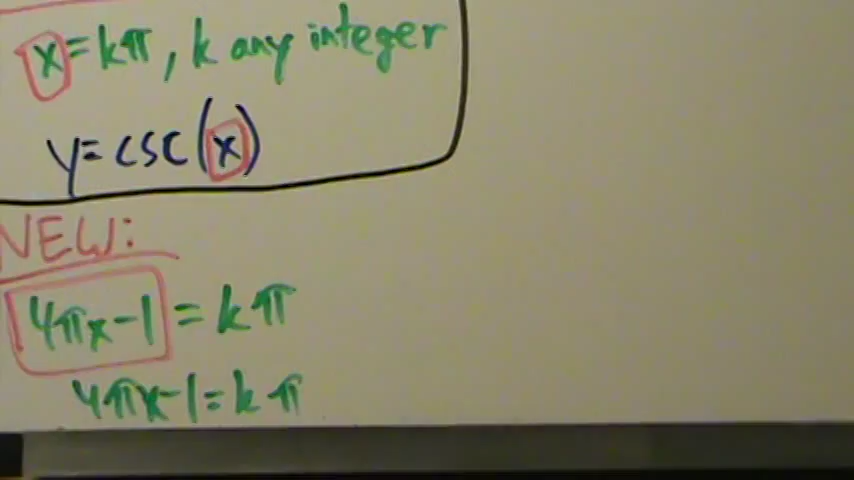 x=kπ, k any integer
y=csc(x)
NEW:
4πx-1 = kπ
4πx-1=kπ